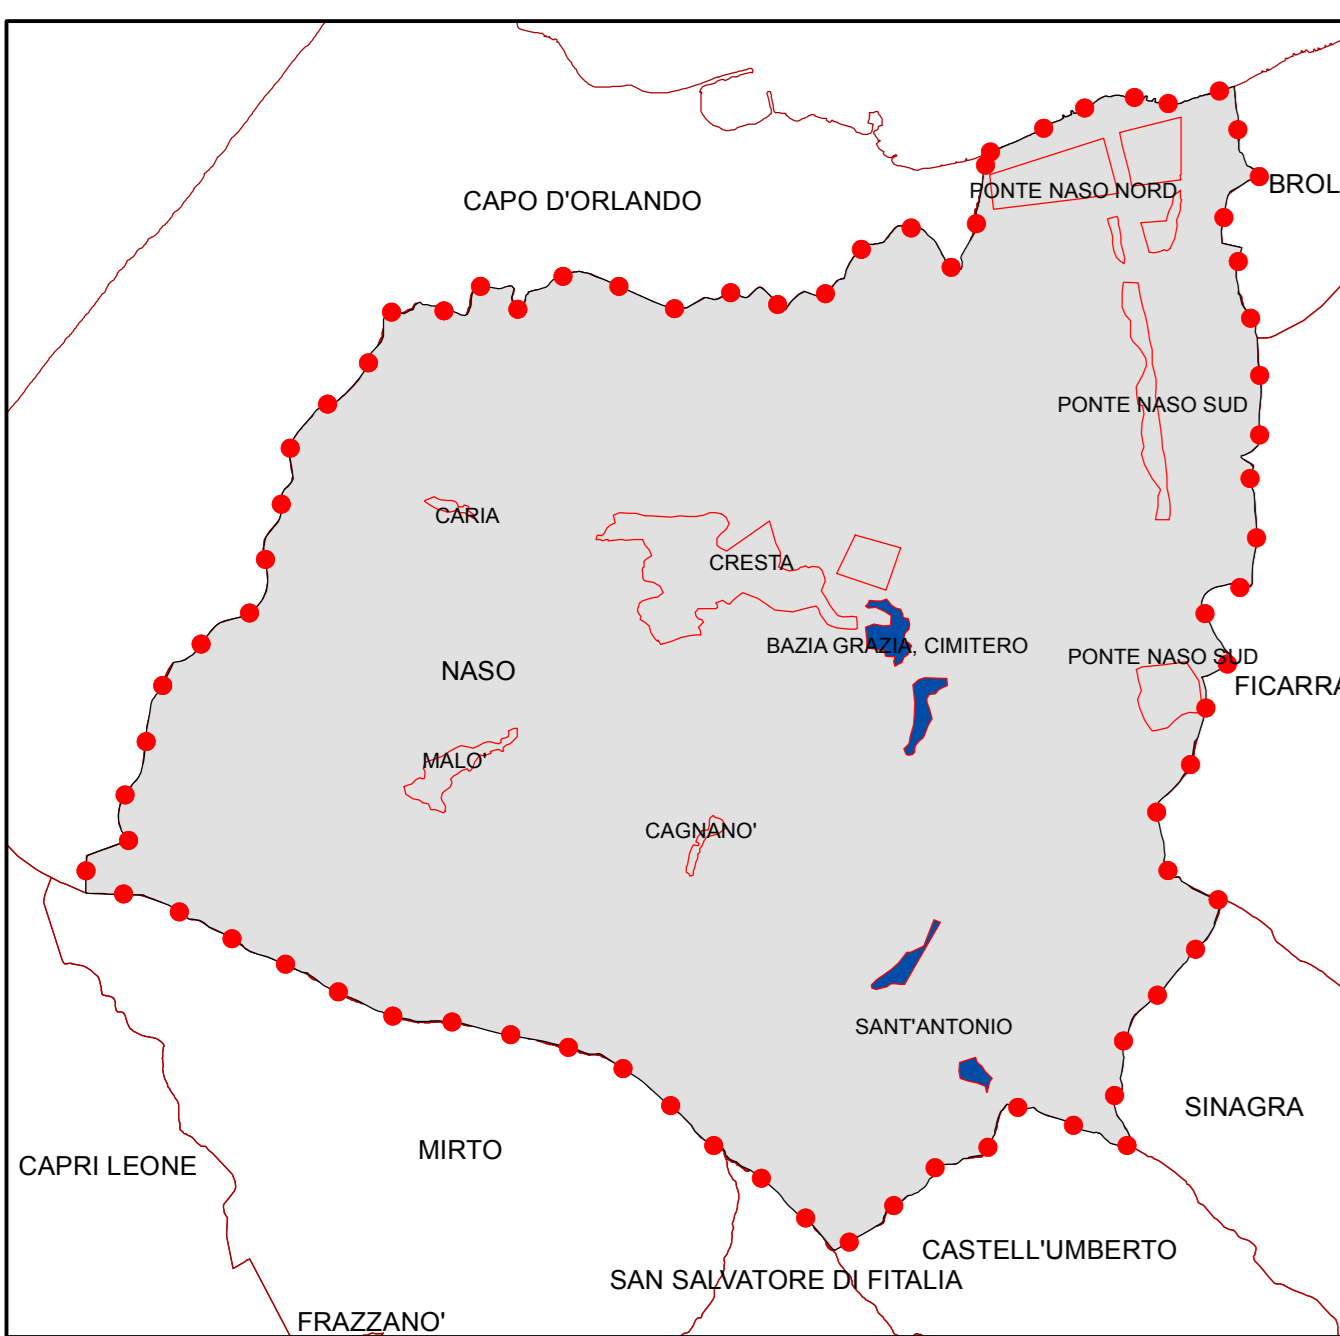 CAPO D'ORLANDO
PONTE NASO NORD
BROL
PONTE NASO SUD
CARIA
CRESTA
BAZIA GRAZIA, CIMITERO
PONTE NASO SUD
NASO
FICARRA
MALO'
CAGNANO'
SANT'ANTONIO
SINAGRA
MIRTO
CAPRI LEONE
CASTELL'UMBERTO
SAN SALVATORE DI FITALIA
FRAZZANO'